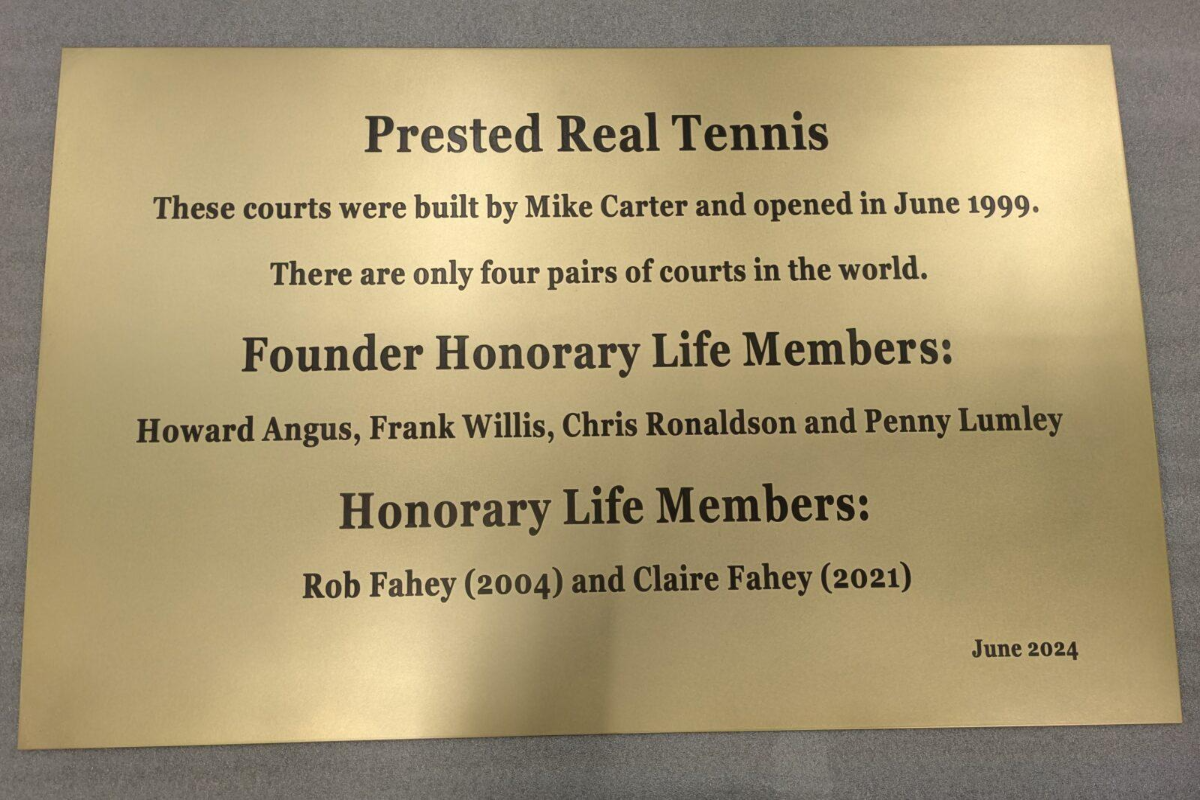 Prested Real Tennis
These courts were built by Mike Carter and opened in June 1999.
There are only four pairs of courts in the world.
Founder Honorary Life Members:
Howard Angus, Frank Willis, Chris Ronaldson and Penny Lumley
Honorary Life Members:
Rob Fahey (2004) and Claire Fahey (2021)
June 2024